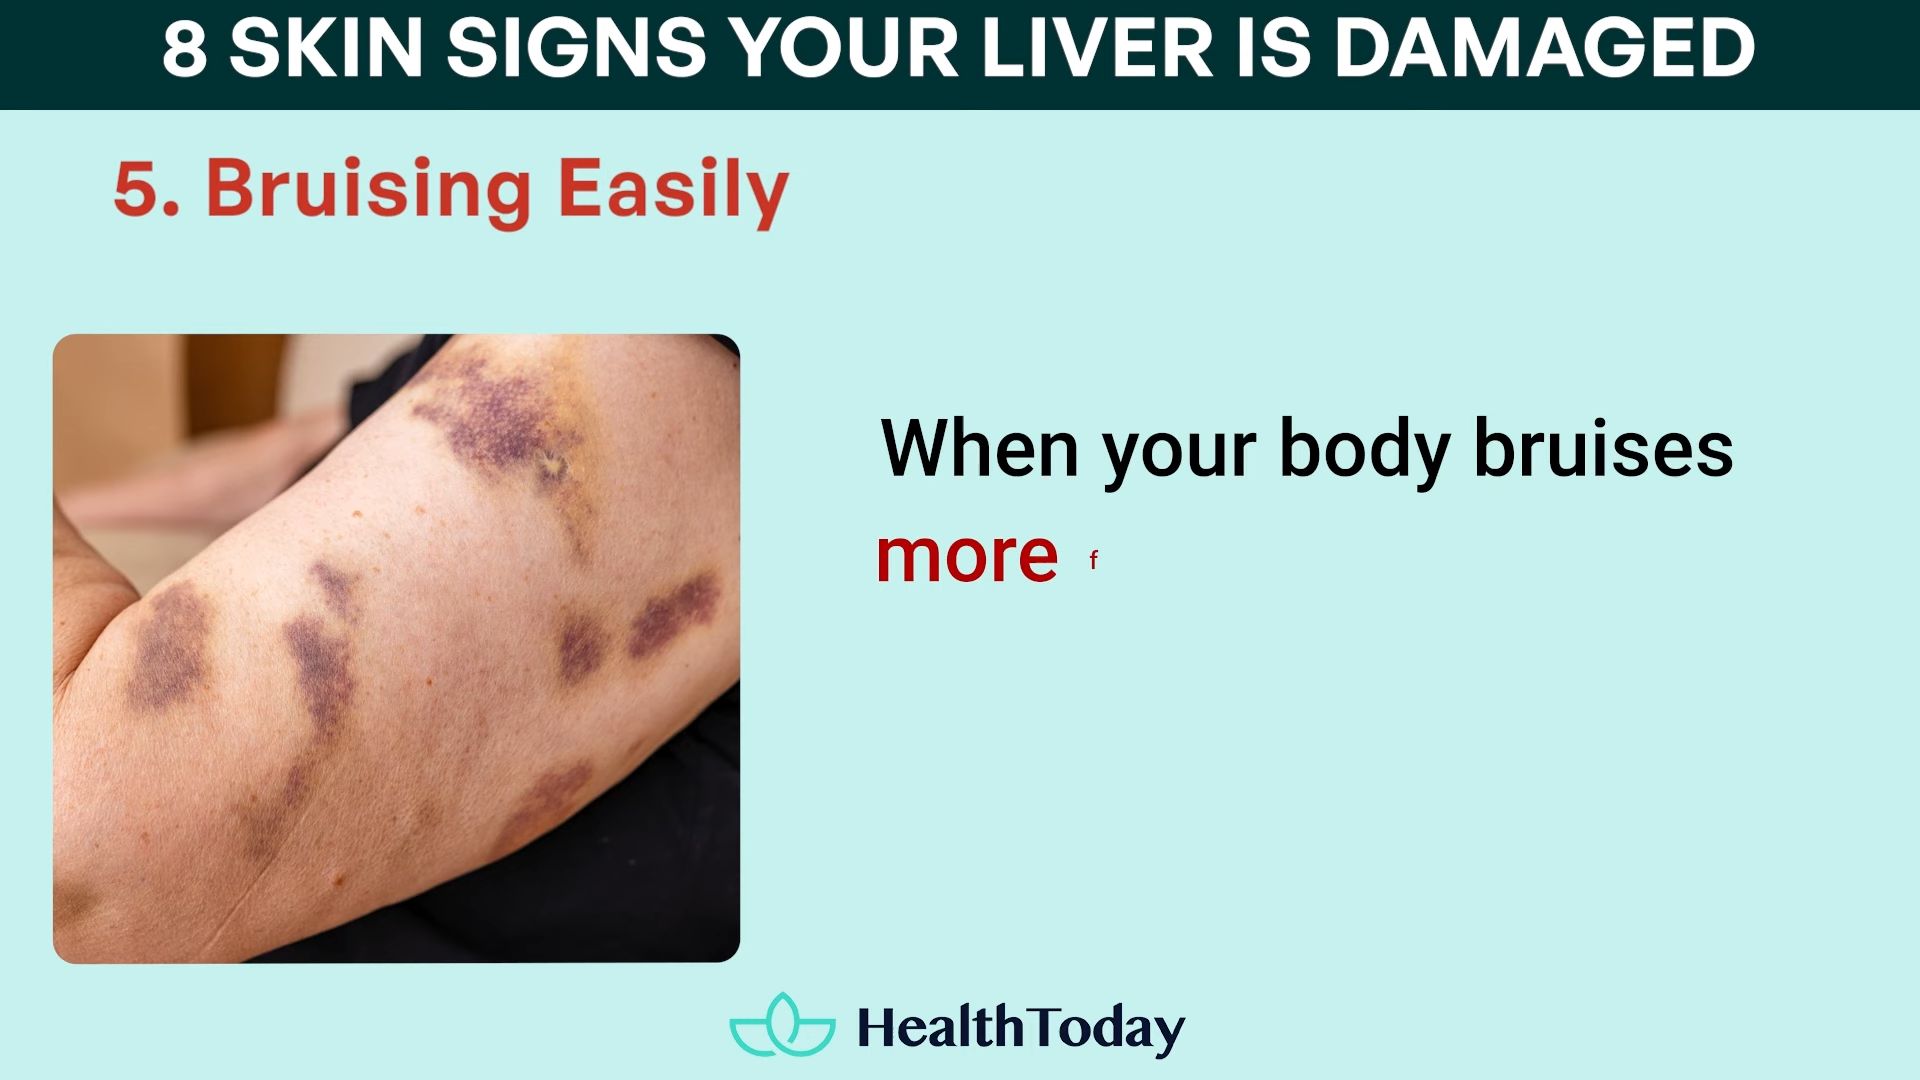 8 SKIN SIGNS YOUR LIVER IS DAMAGED
5. Bruising Easily
When your body bruises
more f
HealthToday